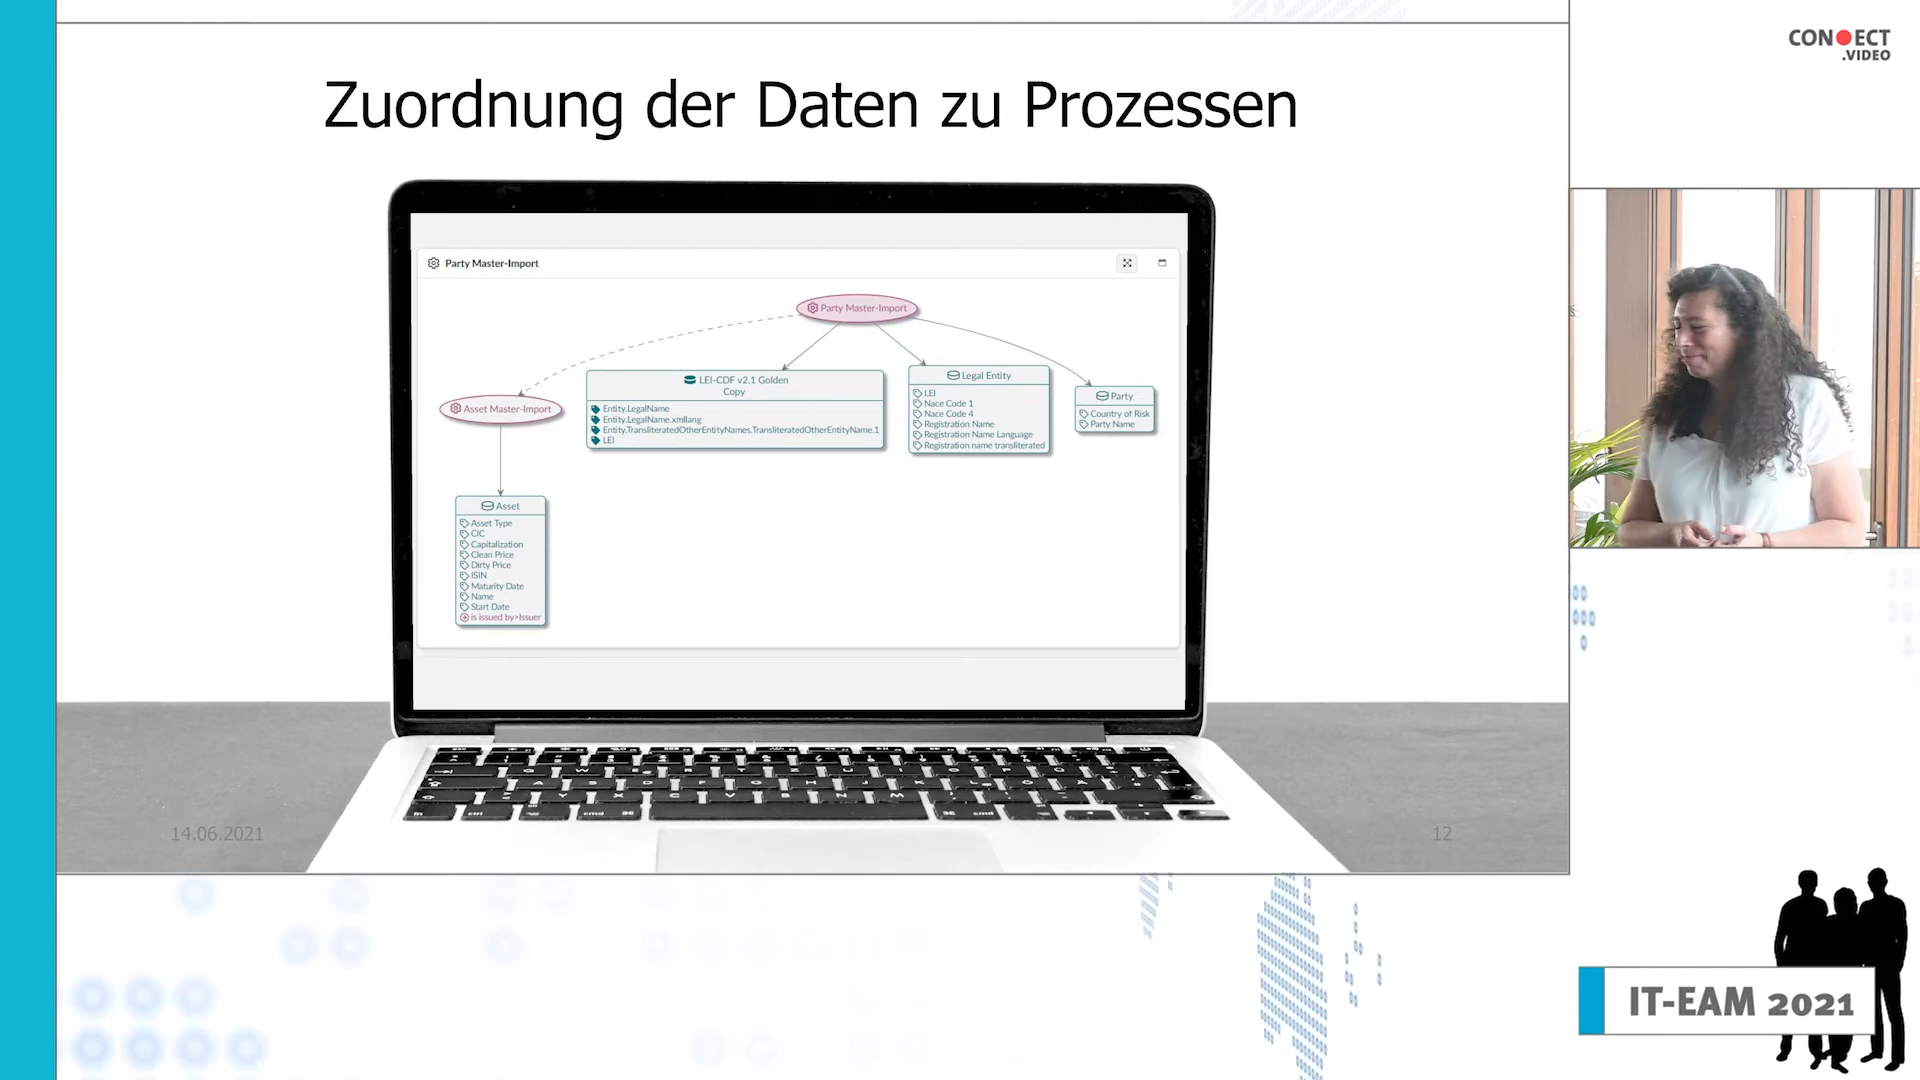 CONECT
.VIDEO
Zuordnung der Daten zu Prozessen
Party Master-Import
Party Master-Import
Asset Master-Import
LEI-CDF v2.1 Golden
Copy
Entity.LegalName
Entity.LegalName.xmllang
Entity.TransliteratedOtherEntityNames.TransliteratedOtherEntityName.1
LEI
Legal Entity
LEI
Nace Code 1
Nace Code 4
Registration Name
Registration Name Language
Registration name transliterated
Party
Country of Risk
Party Name
Asset
Asset Type
CIC
Capitalization
Clean Price
Dirty Price
ISIN
Maturity Date
Name
Start Date
is issued by>Issuer
14.06.2021
12
IT-EAM 2021